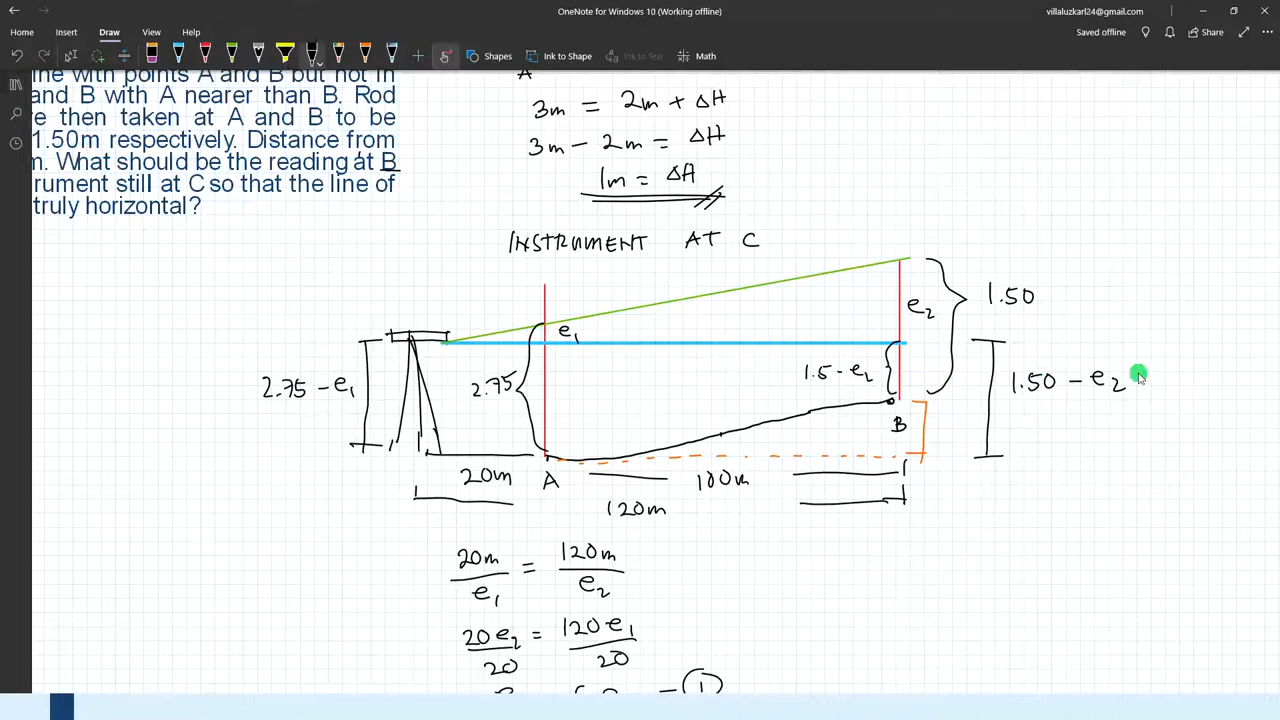 OneNote for Windows 10 (Working offline)
villaluzkarl24@gmail.com
Home Insert Draw View Help
Saved offline
Share
Shapes
Ink to Shape
Ink to Text
Math
ine with points A and B but not in
and B with A nearer than B. Rod
e then taken at A and B to be
1.50m respectively. Distance from
m. What should be the reading at B
rument still at C so that the line of
truly horizontal?
A
3m = 2m + ΔH
3m - 2m = ΔH
1m = ΔH
INSTRUMENT AT C
e₁
e₂
1.50
2.75 - e₁
2.75
1.5 - e₂
1.50 - e₂
B
20m
A
100m
120m
20m / e₁ = 120m / e₂
20e₂ / 20 = 120e₁ / 20
- ①